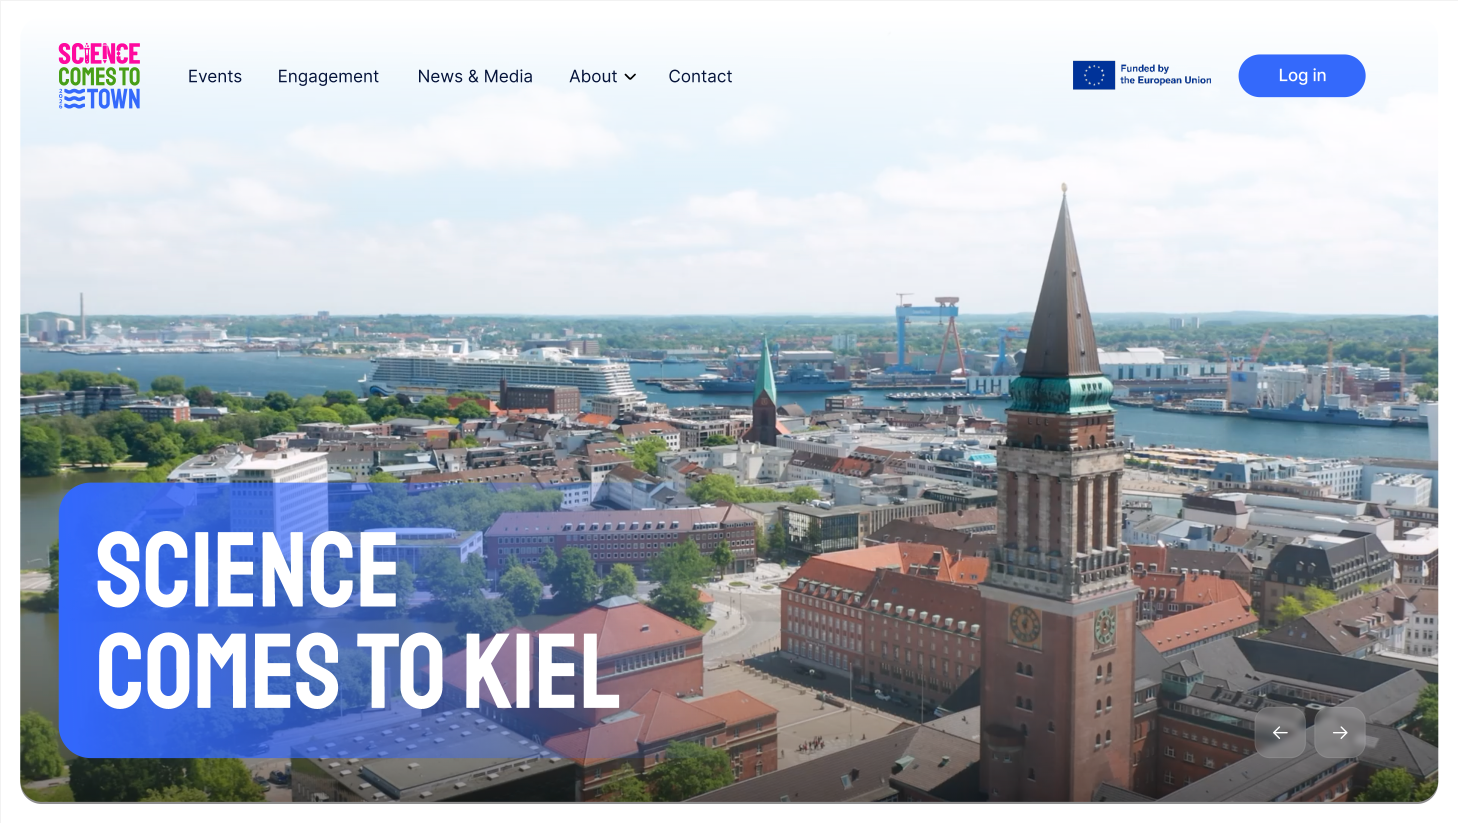 SCIENCE
COMES TO
2026 TOWN
Events
Engagement
News & Media
About
Contact
Funded by
the European Union
Log in
SCIENCE
COMES TO KIEL